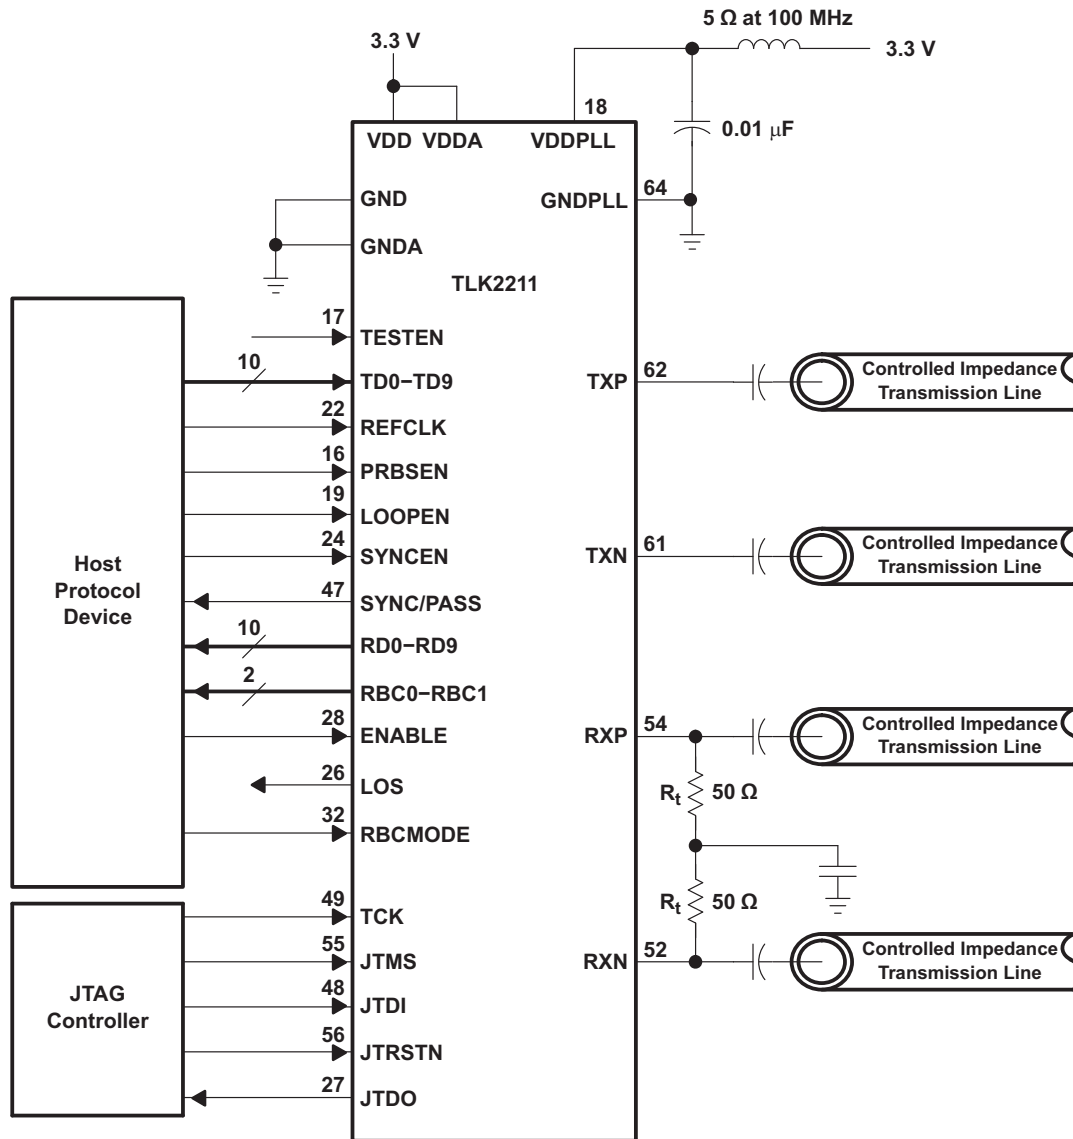 5 Ω at 100 MHz
3.3 V
3.3 V
18
VDD VDDA
VDDPLL
0.01 μF
GND
GNDPLL
64
GNDA
TLK2211
17
TESTEN
10
TD0−TD9
TXP
62
Controlled Impedance
Transmission Line
22
REFCLK
16
PRBSEN
19
LOOPEN
24
SYNCEN
TXN
61
Controlled Impedance
Transmission Line
Host
Protocol
Device
47
SYNC/PASS
10
RD0−RD9
2
RBC0−RBC1
28
ENABLE
RXP
54
Controlled Impedance
Transmission Line
26
LOS
Rt
50 Ω
32
RBCMODE
49
TCK
Rt
50 Ω
55
JTMS
RXN
52
Controlled Impedance
Transmission Line
JTAG
Controller
48
JTDI
56
JTRSTN
27
JTDO